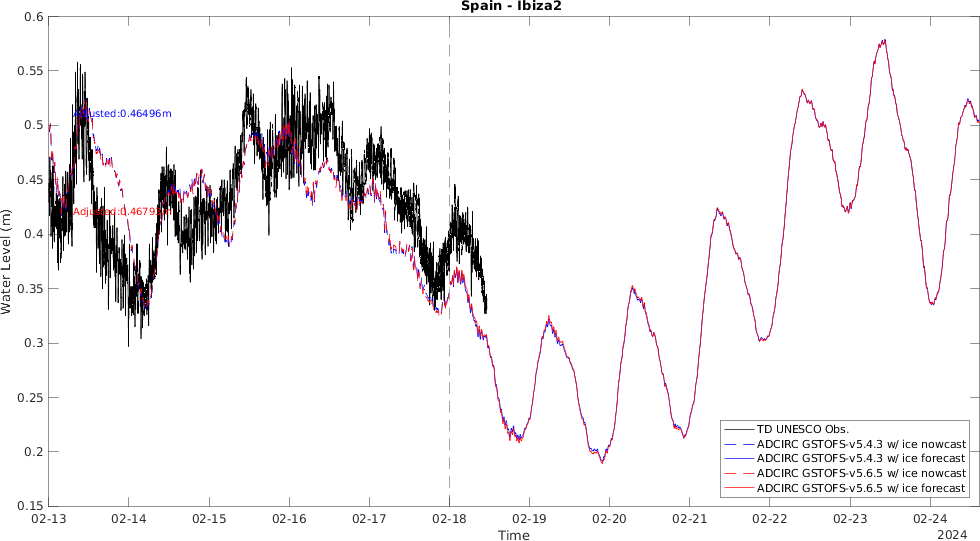 Spain - Ibiza2
0.6
0.55
0.5
0.45
0.4
0.35
0.3
0.25
0.2
0.15
Water Level (m)
Adjusted:0.46496m
TD UNESCO Obs.
ADCIRC GSTOFS-v5.4.3 w/ ice nowcast
ADCIRC GSTOFS-v5.4.3 w/ ice forecast
ADCIRC GSTOFS-v5.6.5 w/ ice nowcast
ADCIRC GSTOFS-v5.6.5 w/ ice forecast
02-13 02-14 02-15 02-16 02-17 02-18 02-19 02-20 02-21 02-22 02-23 02-24
Time
2024